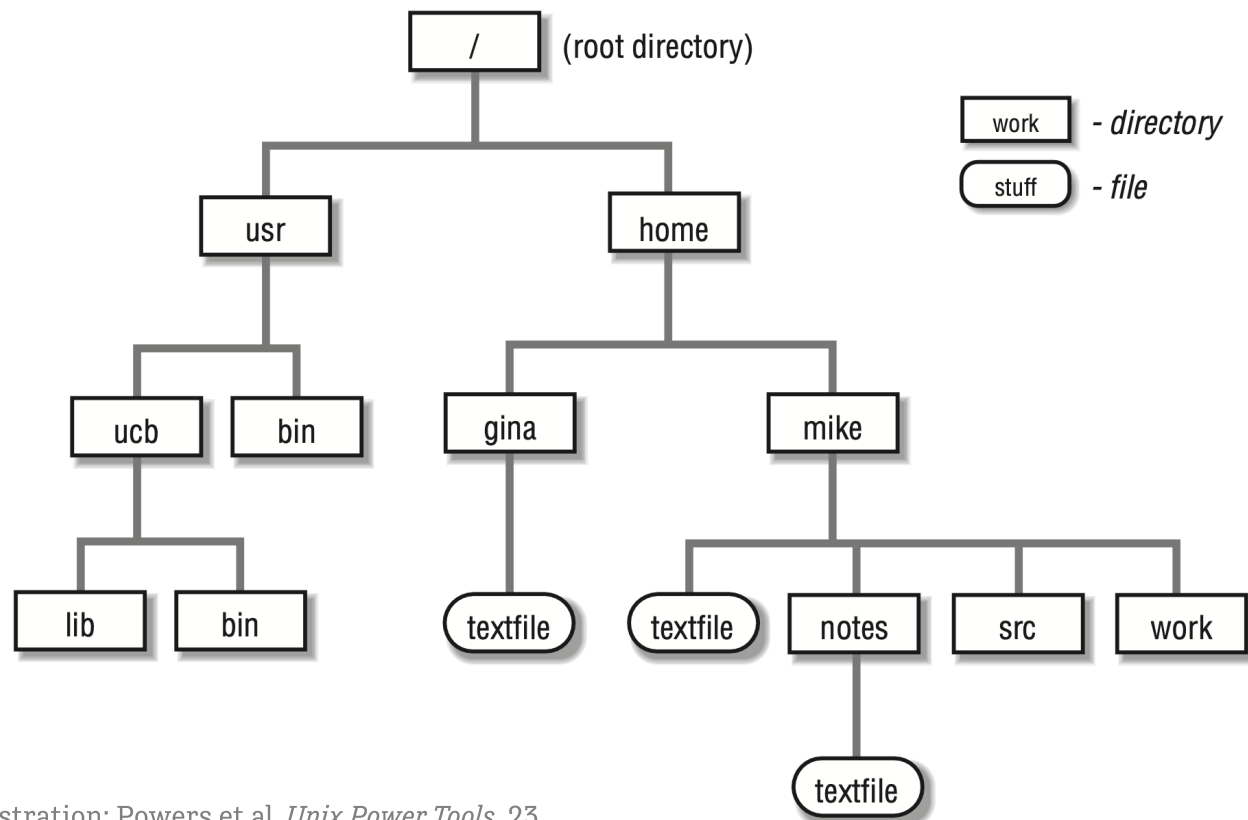 / (root directory)
work - directory
stuff - file
usr home
ucb bin gina mike
lib bin textfile textfile notes src work
textfile
stration: Powers et al. Unix Power Tools, 23